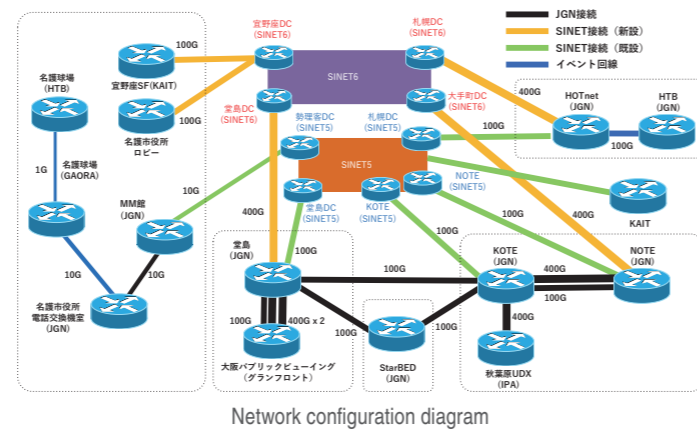 JGN接続
SINET接続（新設）
SINET接続（既設）
イベント回線
宜野座DC
(SINET6)
札幌DC
(SINET6)
100G
SINET6
名護球場
(HTB)
宜野座SF(KAIT)
400G
HOTnet
(JGN)
HTB
(JGN)
堂島DC
(SINET6)
大手町DC
(SINET6)
勢理客DC
(SINET5)
札幌DC
(SINET5)
100G
100G
100G
名護市役所
ロビー
1G
名護球場
(GAORA)
SINET5
NOTE
(SINET5)
10G
MM館
(JGN)
堂島DC
(SINET5)
KOTE
(SINET5)
KAIT
400G
100G
400G
100G
100G
堂島
(JGN)
KOTE
(JGN)
NOTE
(JGN)
10G
10G
100G
400G
100G
名護市役所
電話交換機室
(JGN)
100G
400G x 2
100G
100G
400G
大阪パブリックビューイング
（グランフロント）
StarBED
(JGN)
秋葉原UDX
(IPA)
Network configuration diagram